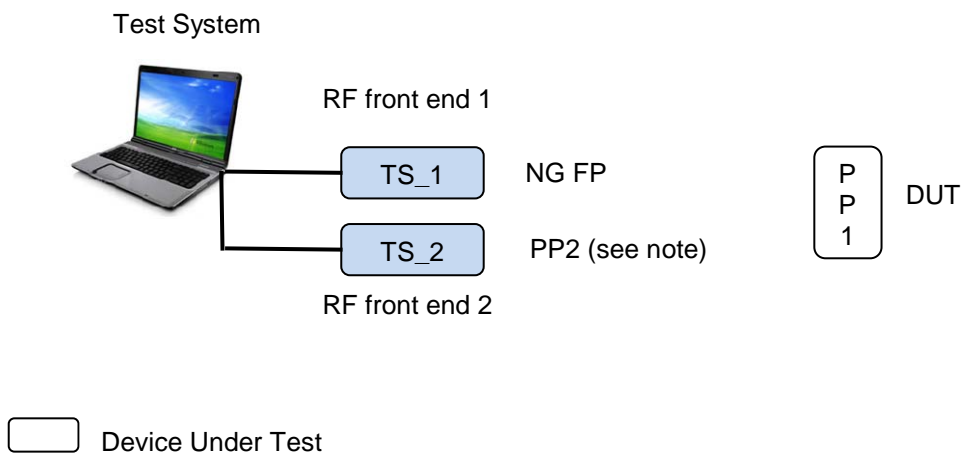 Test System
RF front end 1
TS_1
NG FP
TS_2
PP2 (see note)
RF front end 2
P
P
1
DUT
Device Under Test